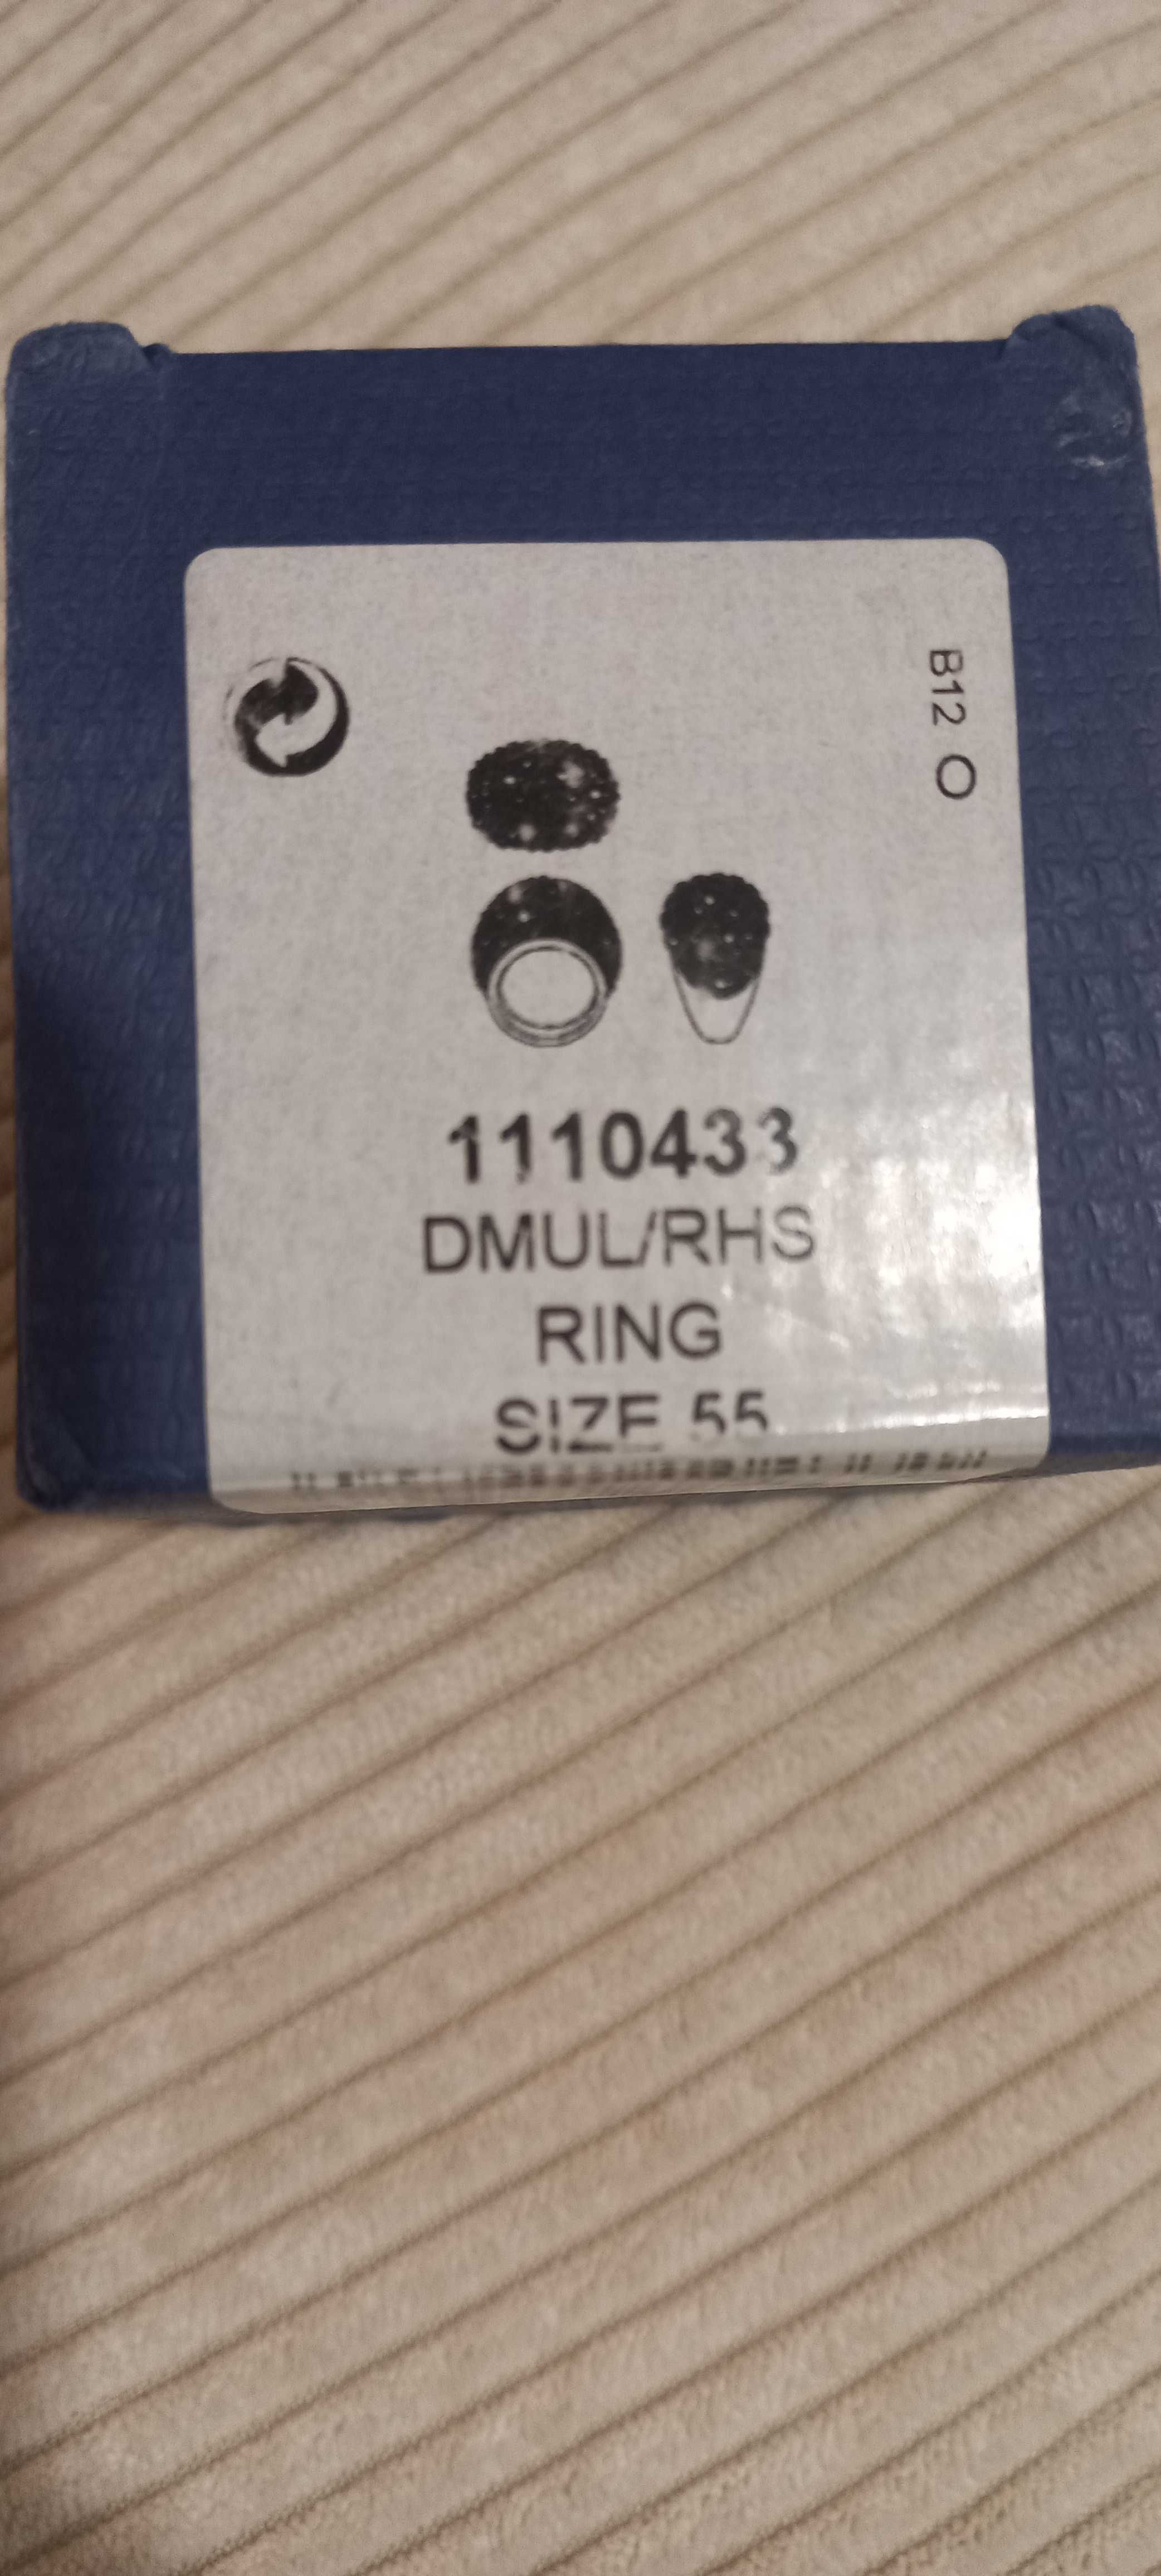 B12 O
1110433
DMUL/RHS
RING
SIZE 55